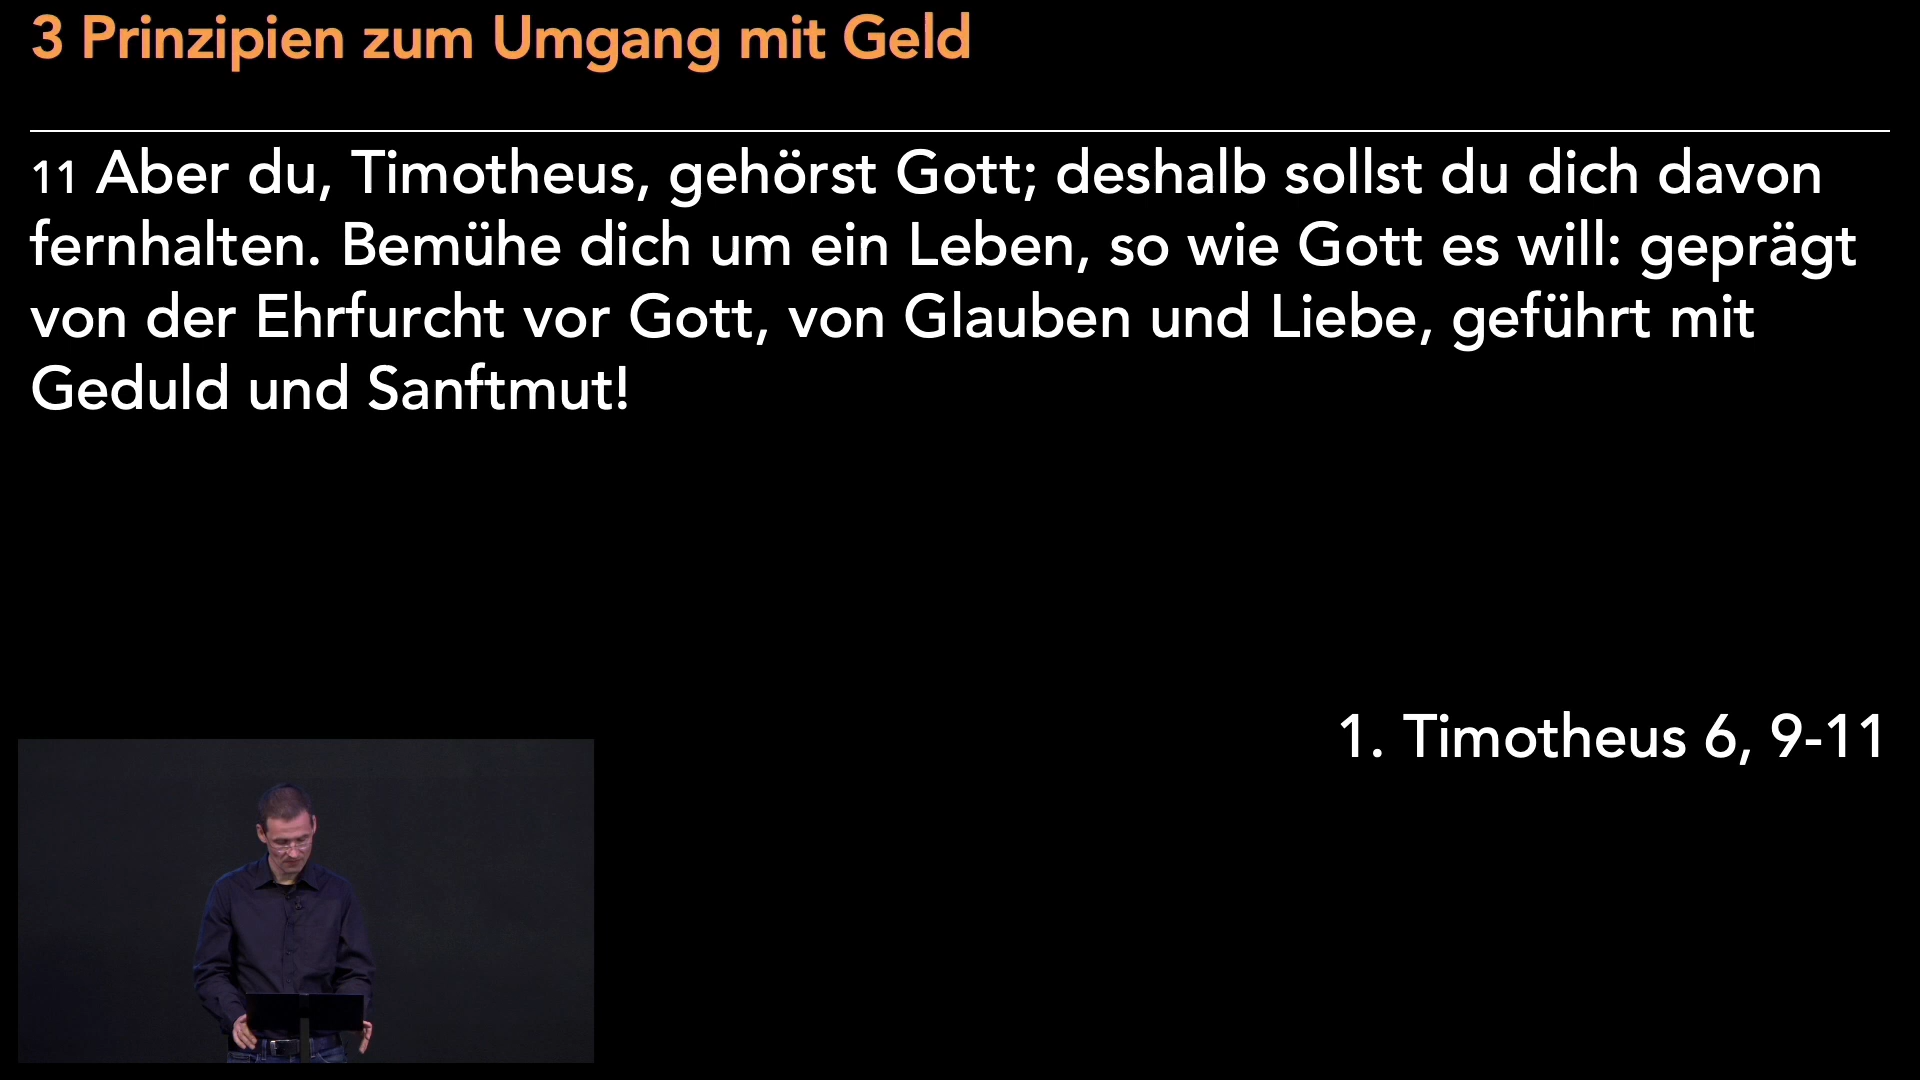 3 Prinzipien zum Umgang mit Geld
11 Aber du, Timotheus, gehörst Gott; deshalb sollst du dich davon
fernhalten. Bemühe dich um ein Leben, so wie Gott es will: geprägt
von der Ehrfurcht vor Gott, von Glauben und Liebe, geführt mit
Geduld und Sanftmut!
1. Timotheus 6, 9-11